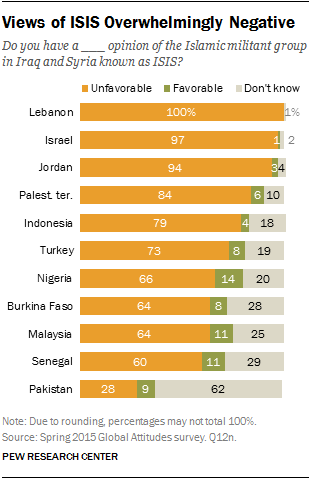 Views of ISIS Overwhelmingly Negative
Do you have a ___ opinion of the Islamic militant group
in Iraq and Syria known as ISIS?
Unfavorable Favorable Don't know
Lebanon 100% 1%
Israel 97 1 2
Jordan 94 3 4
Palest. ter. 84 6 10
Indonesia 79 4 18
Turkey 73 8 19
Nigeria 66 14 20
Burkina Faso 64 8 28
Malaysia 64 11 25
Senegal 60 11 29
Pakistan 28 9 62
Note: Due to rounding, percentages may not total 100%.
Source: Spring 2015 Global Attitudes survey. Q12n.
PEW RESEARCH CENTER